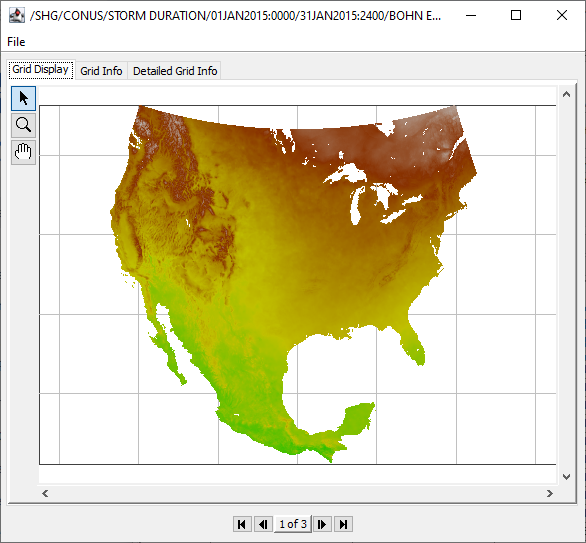 /SHG/CONUS/STORM DURATION/01JAN2015:0000/31JAN2015:2400/BOHN E...
File
Grid Display Grid Info Detailed Grid Info
1 of 3